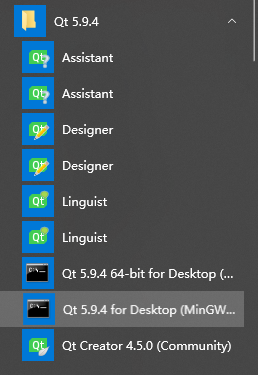 Qt 5.9.4
Assistant
Assistant
Designer
Designer
Linguist
Linguist
Qt 5.9.4 64-bit for Desktop (...
Qt 5.9.4 for Desktop (MinGW...
Qt Creator 4.5.0 (Community)